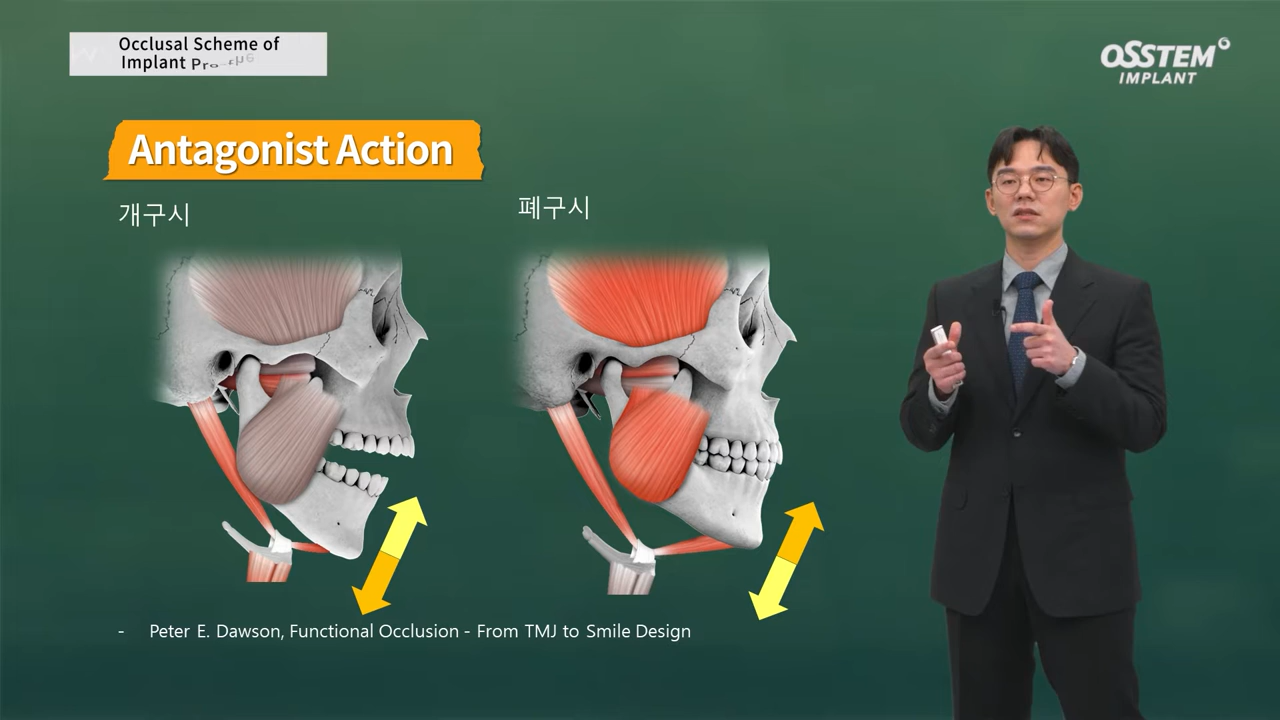 Occlusal Scheme of
Implant
OSSTEM
IMPLANT
Antagonist Action
개구시
폐구시
- Peter E. Dawson, Functional Occlusion - From TMJ to Smile Design